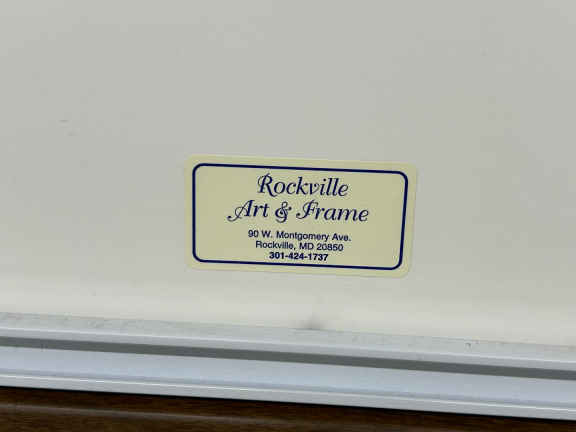 Rockville
Art & Frame
90 W. Montgomery Ave.
Rockville, MD 20850
301-424-1737